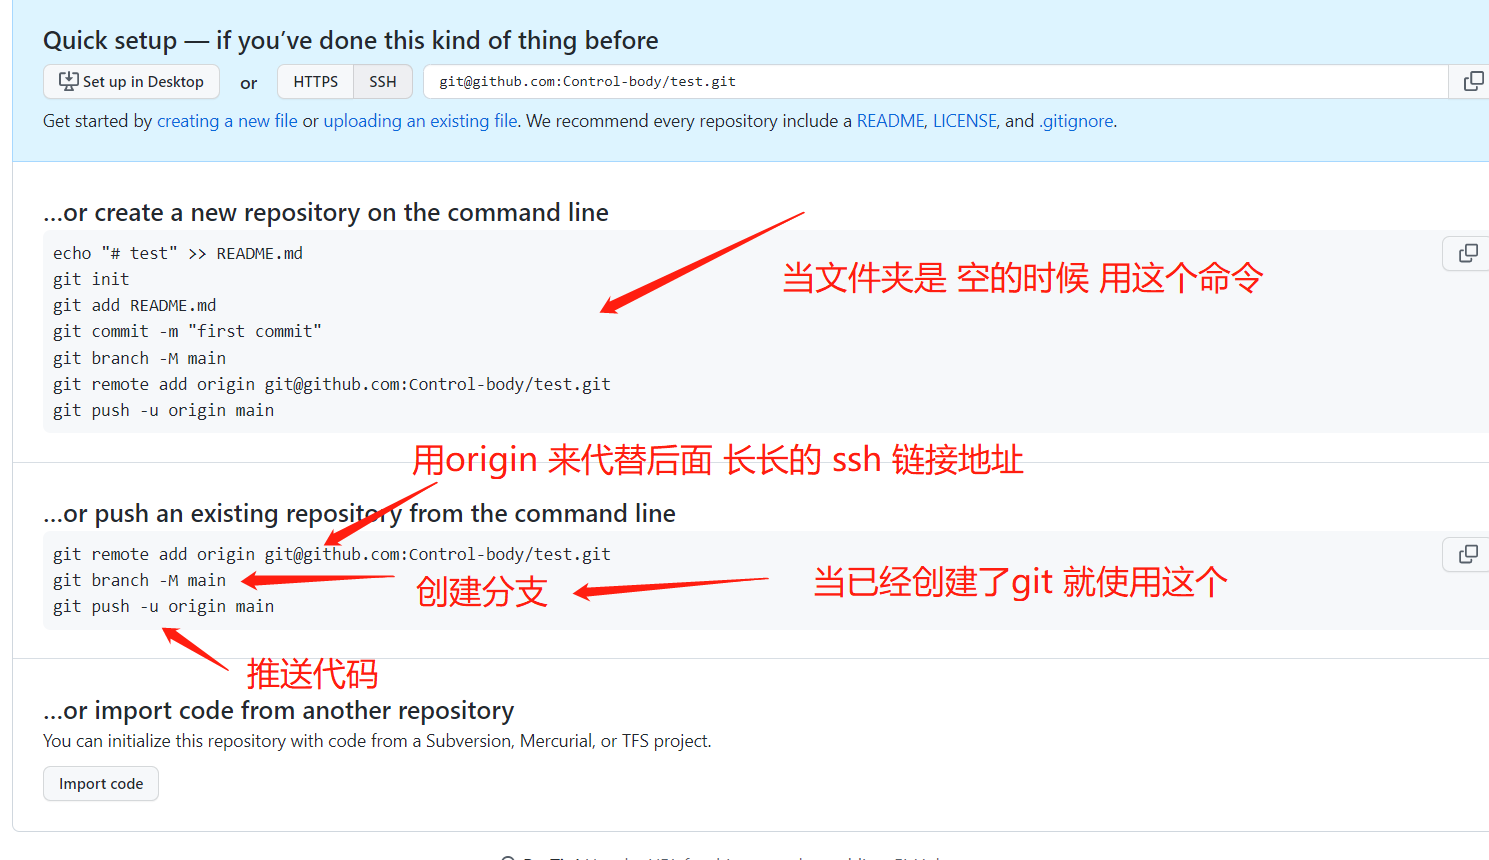 Quick setup — if you’ve done this kind of thing before
Set up in Desktop or HTTPS SSH git@github.com:Control-body/test.git
Get started by creating a new file or uploading an existing file. We recommend every repository include a README, LICENSE, and .gitignore.
...or create a new repository on the command line
echo "# test" >> README.md
当文件夹是 空的时候 用这个命令
git init
git add README.md
git commit -m "first commit"
git branch -M main
git remote add origin git@github.com:Control-body/test.git
git push -u origin main
用origin 来代替后面 长长的 ssh 链接地址
...or push an existing repository from the command line
git remote add origin git@github.com:Control-body/test.git
git branch -M main
创建分支
当已经创建了git 就使用这个
git push -u origin main
推送代码
...or import code from another repository
You can initialize this repository with code from a Subversion, Mercurial, or TFS project.
Import code